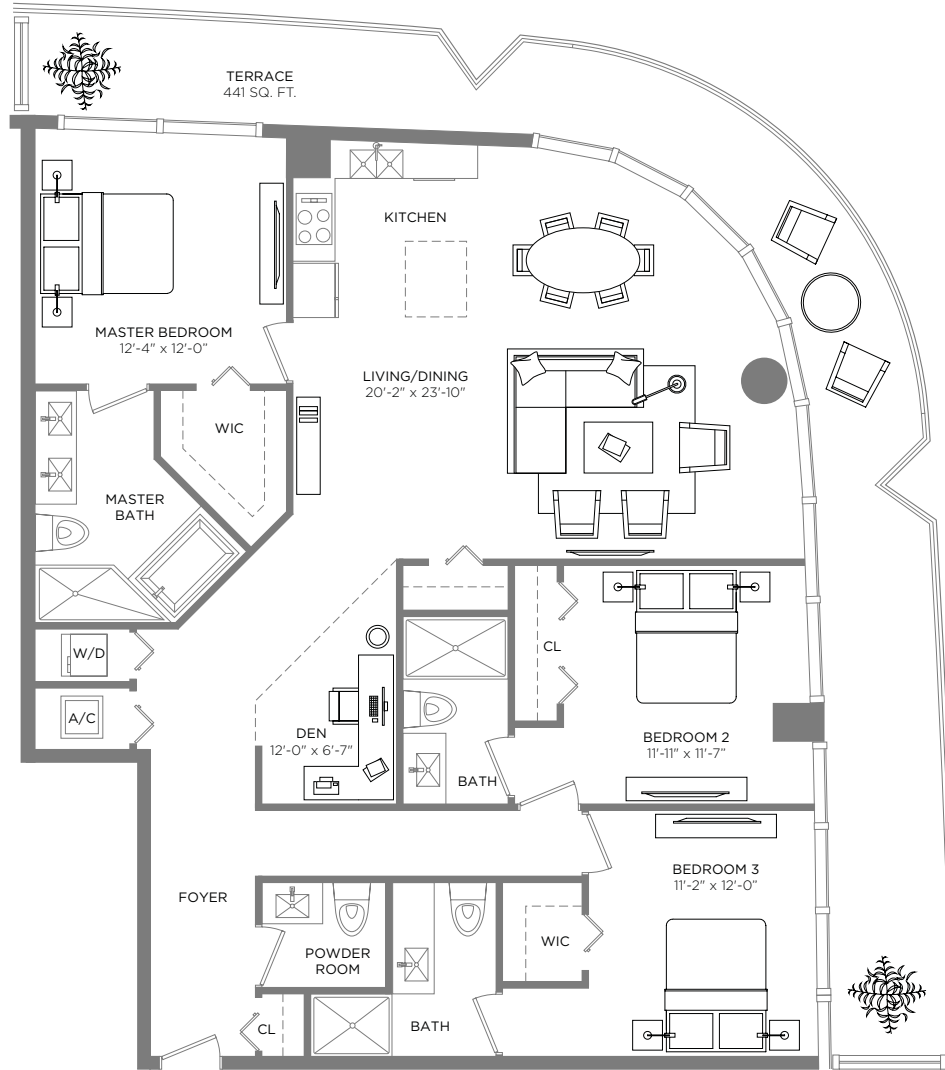 TERRACE
441 SQ. FT.
KITCHEN
MASTER BEDROOM
12'-4" x 12'-0"
LIVING/DINING
20'-2" x 23'-10"
WIC
MASTER
BATH
W/D
CL
A/C
DEN
12'-0" x 6'-7"
BEDROOM 2
11'-11" x 11'-7"
BATH
BEDROOM 3
11'-2" x 12'-0"
FOYER
WIC
POWDER
ROOM
CL
BATH